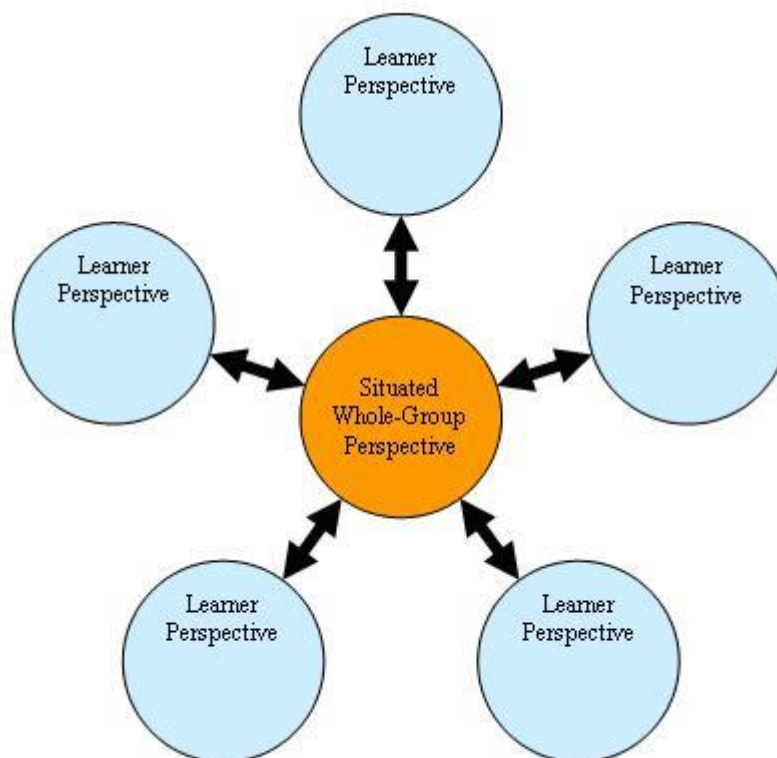 Learner
Perspective
Learner
Perspective
Learner
Perspective
Situated
Whole-Group
Perspective
Learner
Perspective
Learner
Perspective